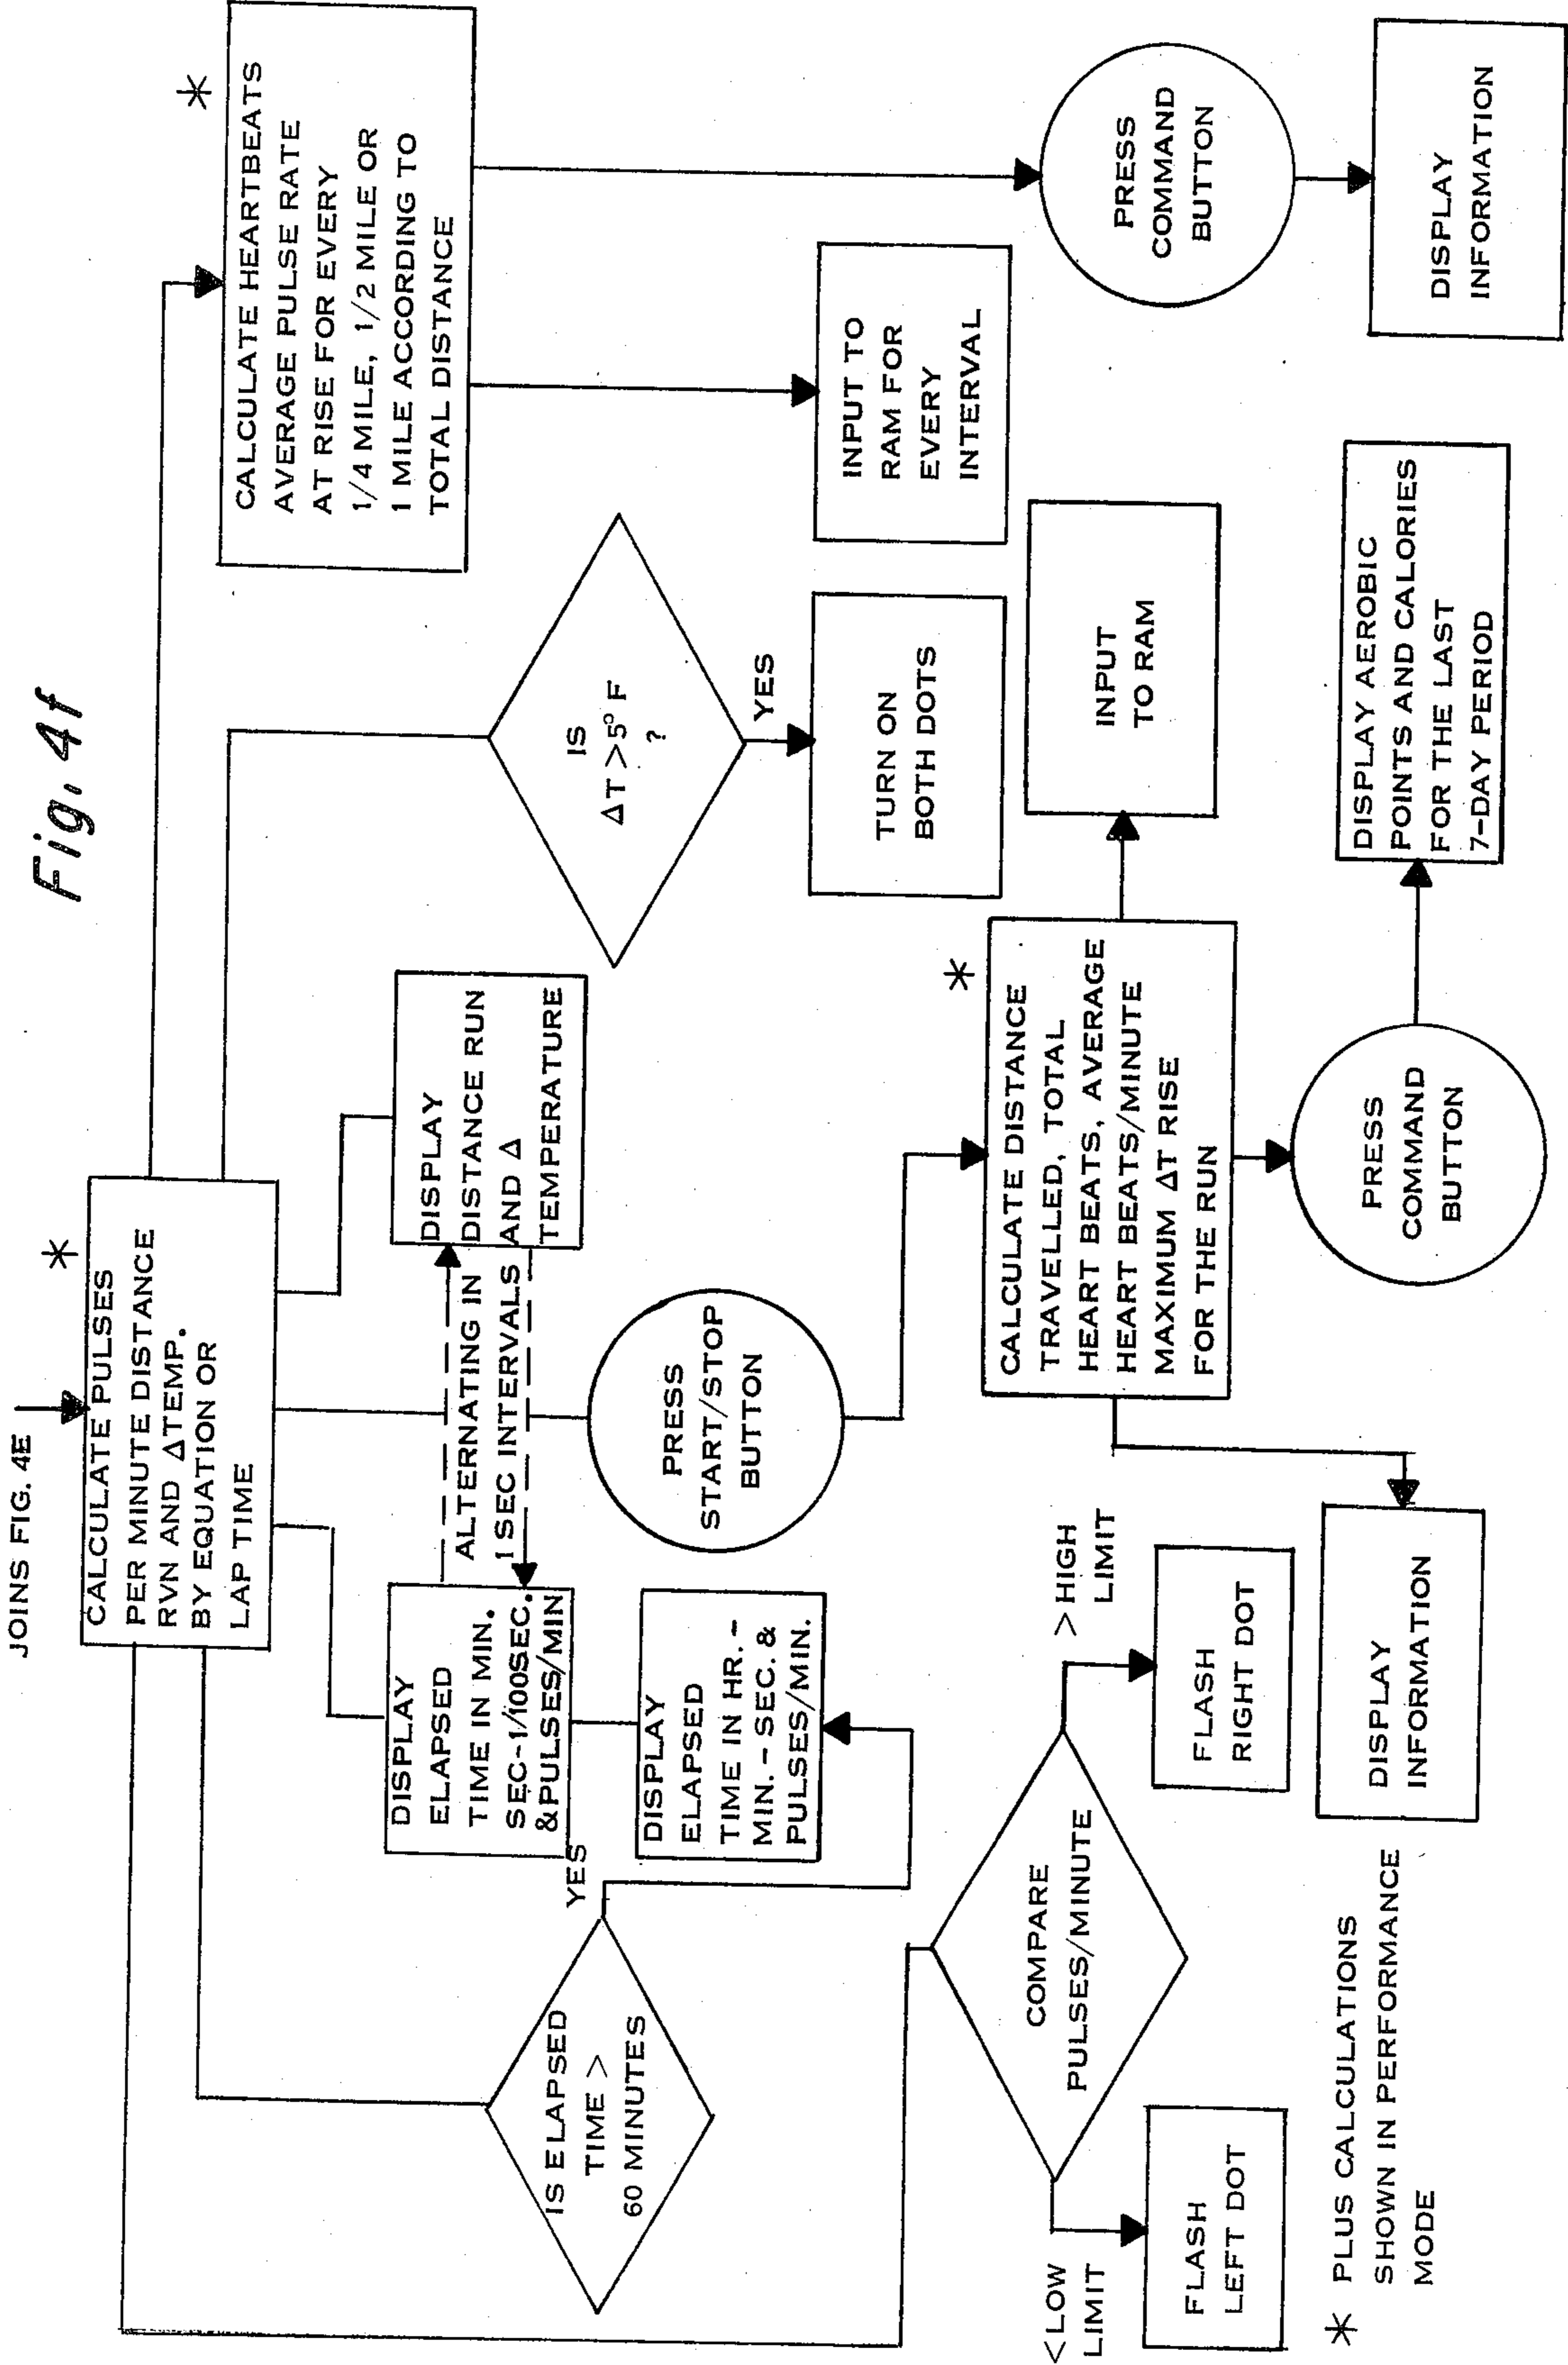 Fig. 4f
JOINS FIG. 4E
*
CALCULATE PULSES
PER MINUTE DISTANCE
RVN AND ΔTEMP.
BY EQUATION OR
LAP TIME
*
CALCULATE HEARTBEATS
AVERAGE PULSE RATE
AT RISE FOR EVERY
1/4 MILE, 1/2 MILE OR
1 MILE ACCORDING TO
TOTAL DISTANCE
DISPLAY
ELAPSED
TIME IN MIN.
SEC-1/100SEC.
&PULSES/MIN
ALTERNATING IN
1 SEC INTERVALS
DISPLAY
DISTANCE RUN
AND Δ
TEMPERATURE
IS
ΔT >5° F
?
YES
TURN ON
BOTH DOTS
INPUT TO
RAM FOR
EVERY
INTERVAL
IS ELAPSED
TIME >
60 MINUTES
YES
DISPLAY
ELAPSED
TIME IN HR. -
MIN. - SEC. &
PULSES/MIN.
PRESS
START/STOP
BUTTON
*
CALCULATE DISTANCE
TRAVELLED, TOTAL
HEART BEATS, AVERAGE
HEART BEATS/MINUTE
MAXIMUM ΔT RISE
FOR THE RUN
INPUT
TO RAM
PRESS
COMMAND
BUTTON
DISPLAY
INFORMATION
COMPARE
PULSES/MINUTE
<LOW
LIMIT
>HIGH
LIMIT
FLASH
LEFT DOT
FLASH
RIGHT DOT
DISPLAY
INFORMATION
PRESS
COMMAND
BUTTON
DISPLAY AEROBIC
POINTS AND CALORIES
FOR THE LAST
7-DAY PERIOD
* PLUS CALCULATIONS
SHOWN IN PERFORMANCE
MODE